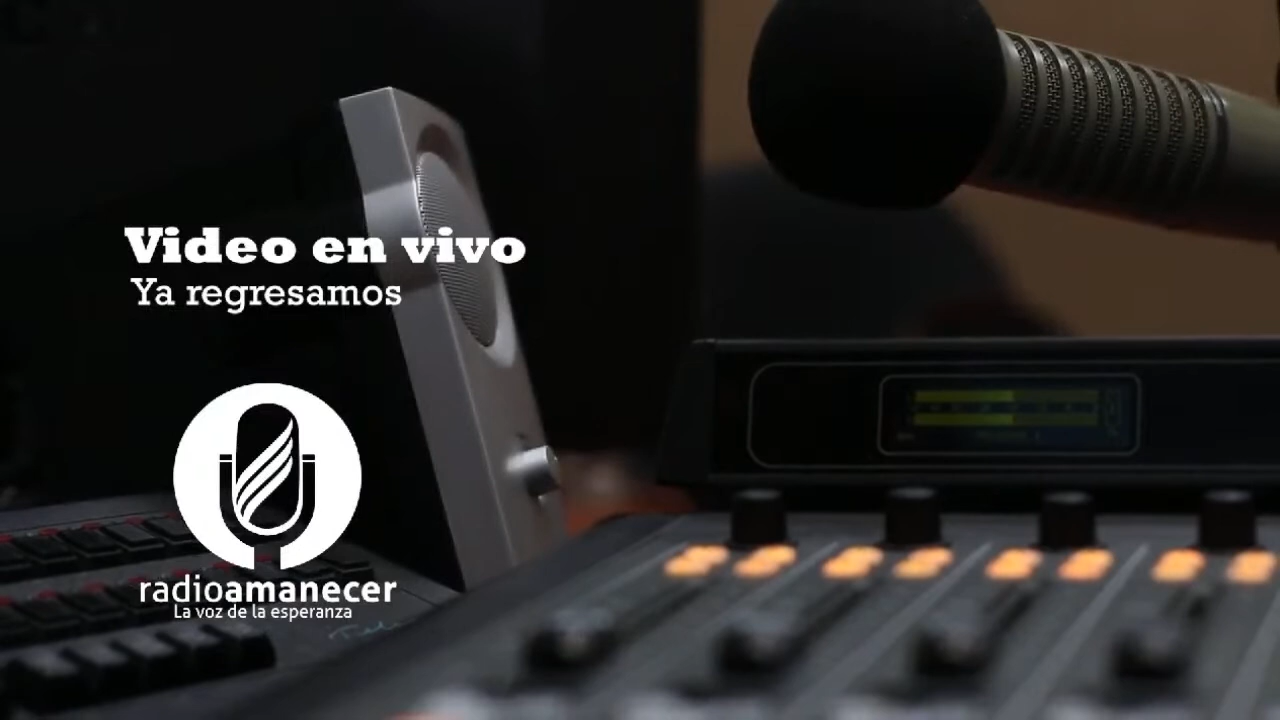 Video en vivo
Ya regresamos
radioamanecer
La voz de la esperanza